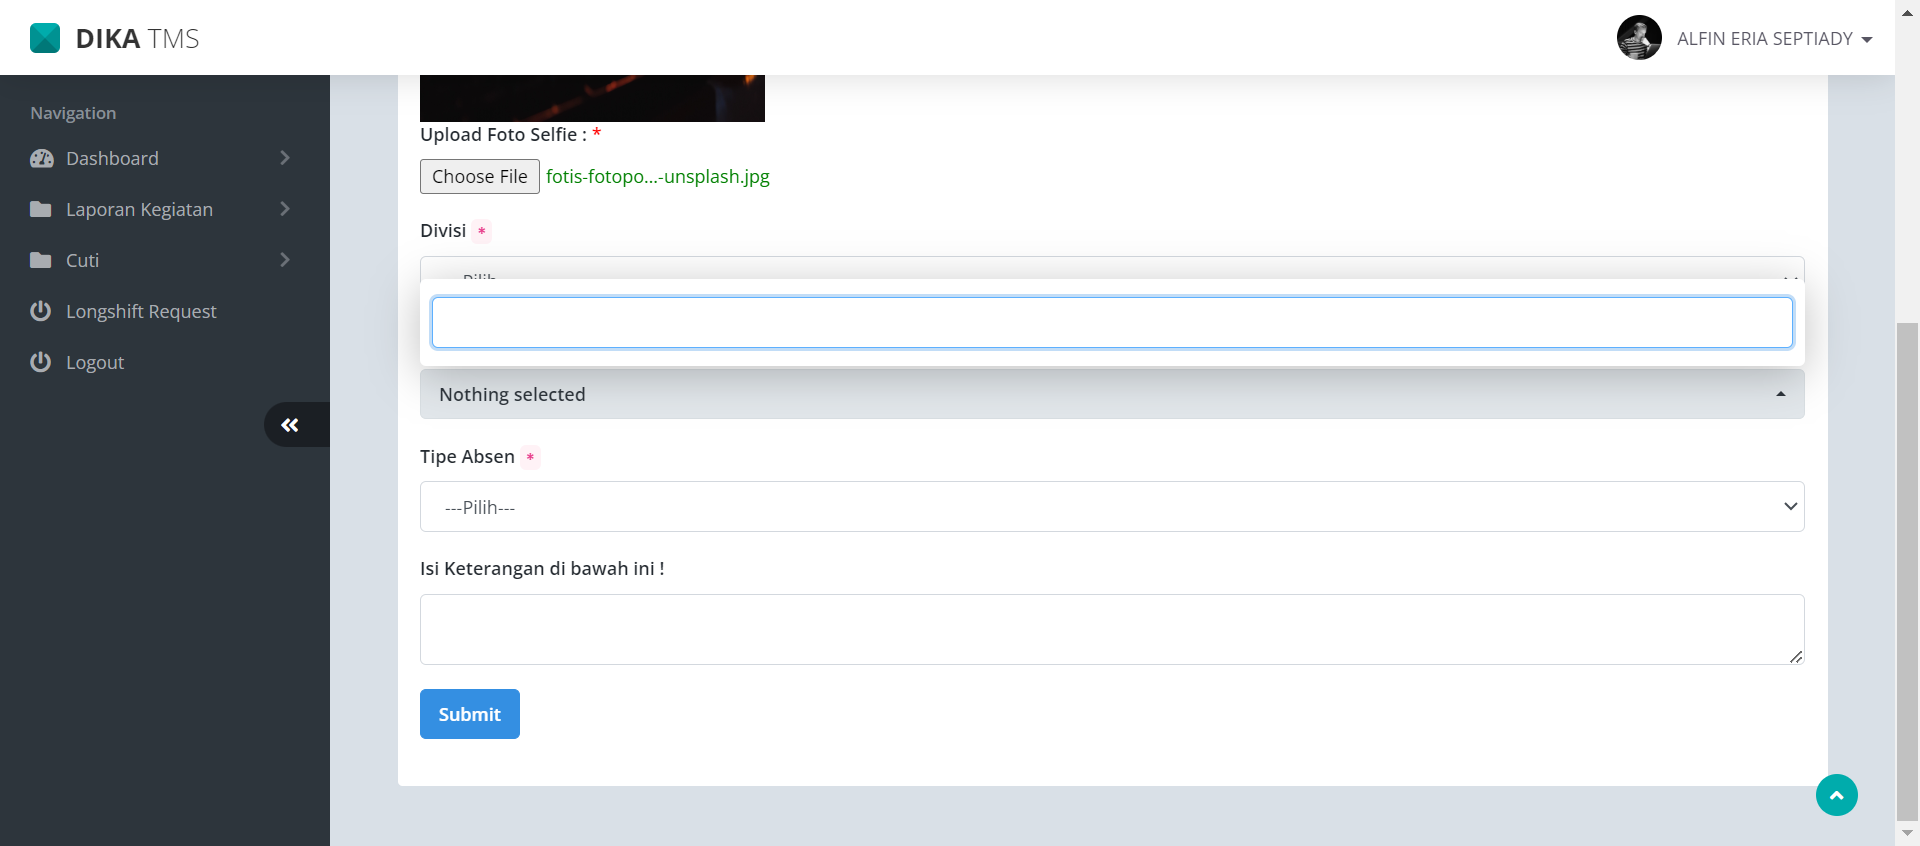 DIKA TMS
ALFIN ERIA SEPTIADY
Navigation
Dashboard
Laporan Kegiatan
Cuti
Longshift Request
Logout
Upload Foto Selfie : *
Choose File fotis-fotopo...-unsplash.jpg
Divisi *
---Pilih---
Nothing selected
Tipe Absen *
---Pilih---
Isi Keterangan di bawah ini !
Submit